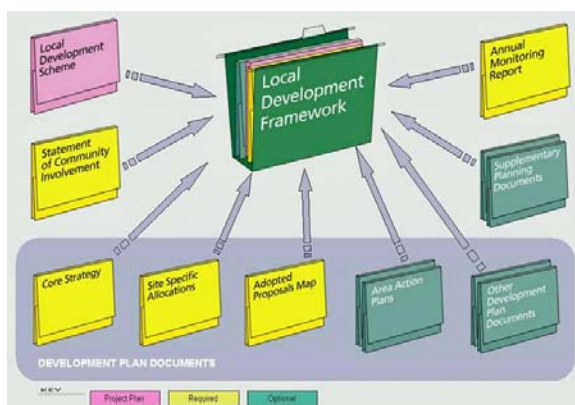 Local
Development
Scheme
Local
Development
Framework
Annual
Monitoring
Report
Statement
of Community
Involvement
Supplementary
Planning
Documents
Core Strategy
Site Specific
Allocations
Adopted
Proposals Map
Area Action
Plans
Other
Development
Plan
Documents
DEVELOPMENT PLAN DOCUMENTS
KEY
Project Plan
Required
Optional